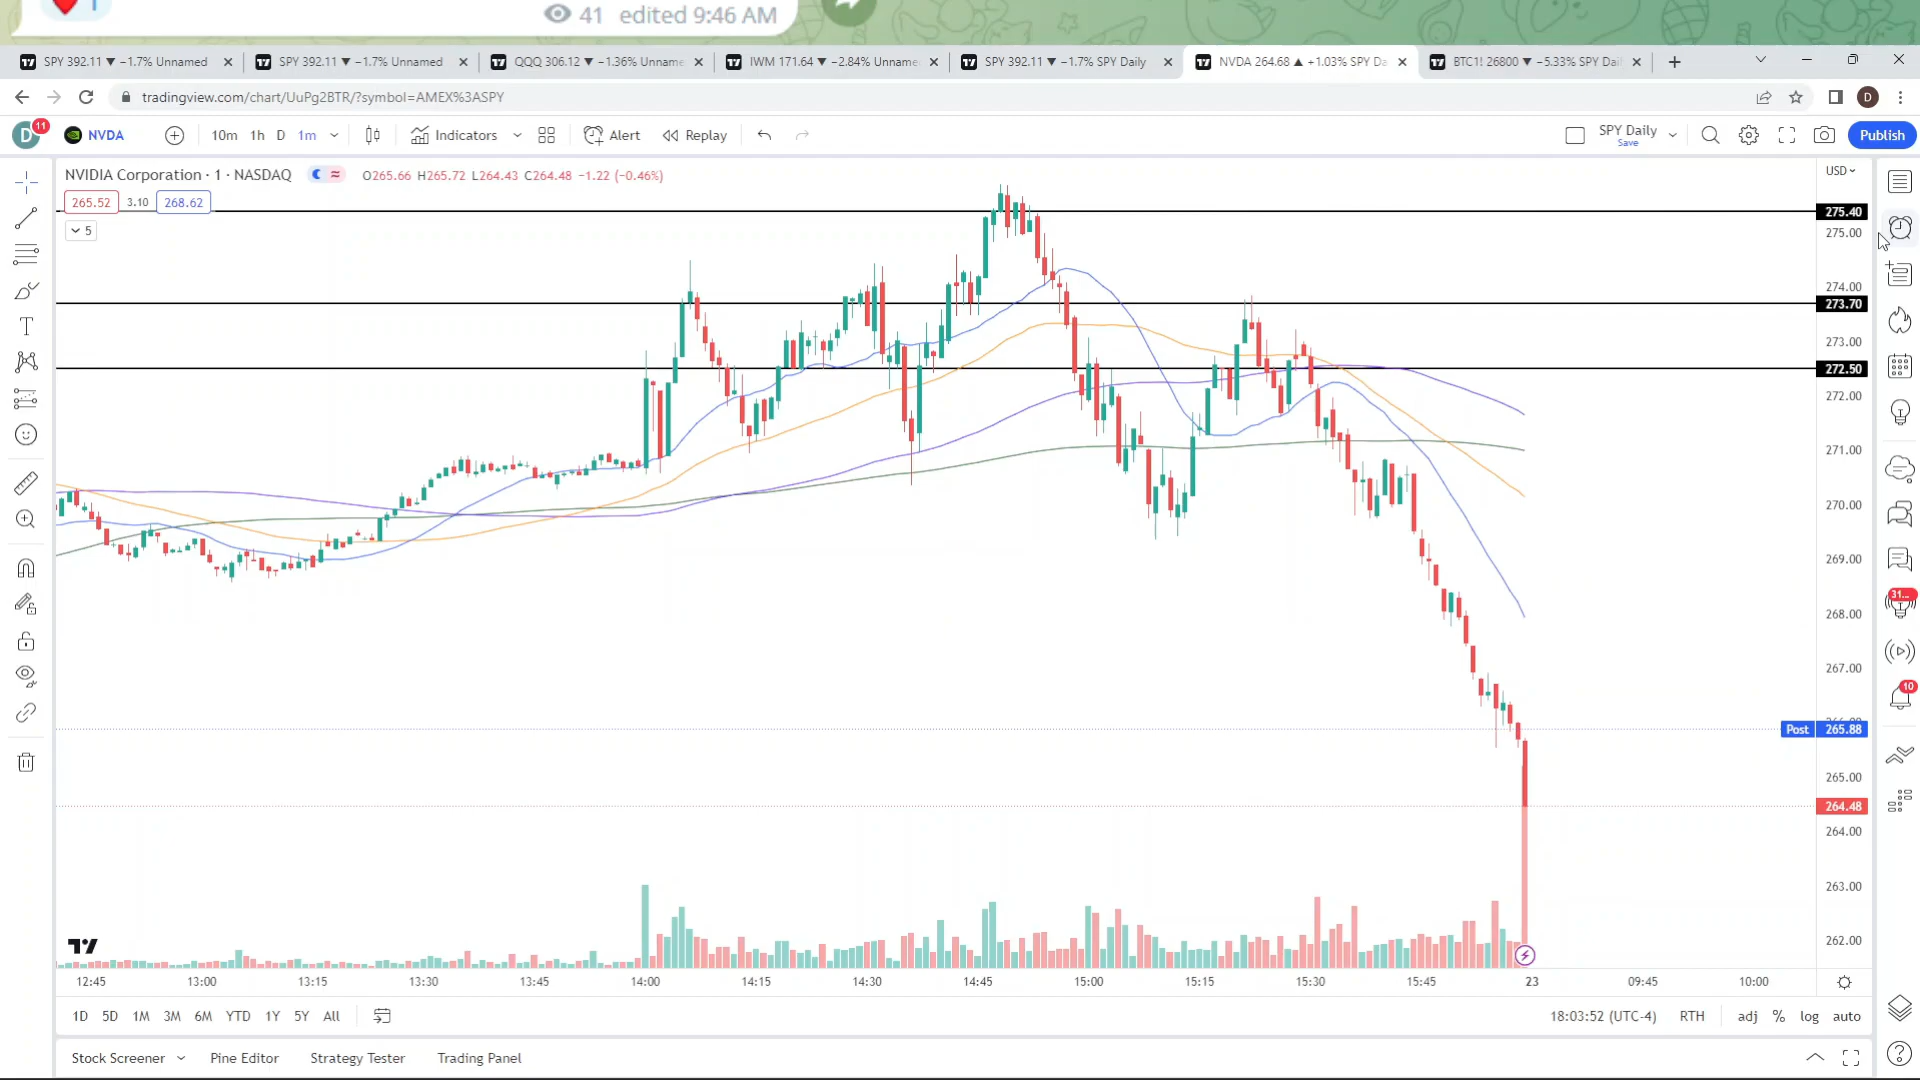 1
41 edited 9:46 AM
SPY 392.11 ▼ −1.7% Unnamed
SPY 392.11 ▼ −1.7% Unnamed
QQQ 306.12 ▼ −1.36% Unname
IWM 171.64 ▼ −2.84% Unname
SPY 392.11 ▼ −1.7% SPY Daily
NVDA 264.68 ▲ +1.03% SPY Da
BTC1! 26800 ▼ −5.33% SPY Dail
tradingview.com/chart/UuPg2BTR/?symbol=AMEX%3ASPY
D
D 11
NVDA
10m 1h D 1m
Indicators
Alert
Replay
SPY Daily
Save
Publish
NVIDIA Corporation · 1 · NASDAQ
O265.66 H265.72 L264.43 C264.48 −1.22 (−0.46%)
USD
265.52 3.10 268.62
5
275.40
275.00
274.00
273.70
273.00
272.50
272.00
271.00
270.00
269.00
268.00
267.00
Post 265.88
265.00
264.48
264.00
263.00
262.00
31...
10
12:45 13:00 13:15 13:30 13:45 14:00 14:15 14:30 14:45 15:00 15:15 15:30 15:45 23 09:45 10:00
1D 5D 1M 3M 6M YTD 1Y 5Y All
18:03:52 (UTC-4) RTH adj % log auto
Stock Screener Pine Editor Strategy Tester Trading Panel